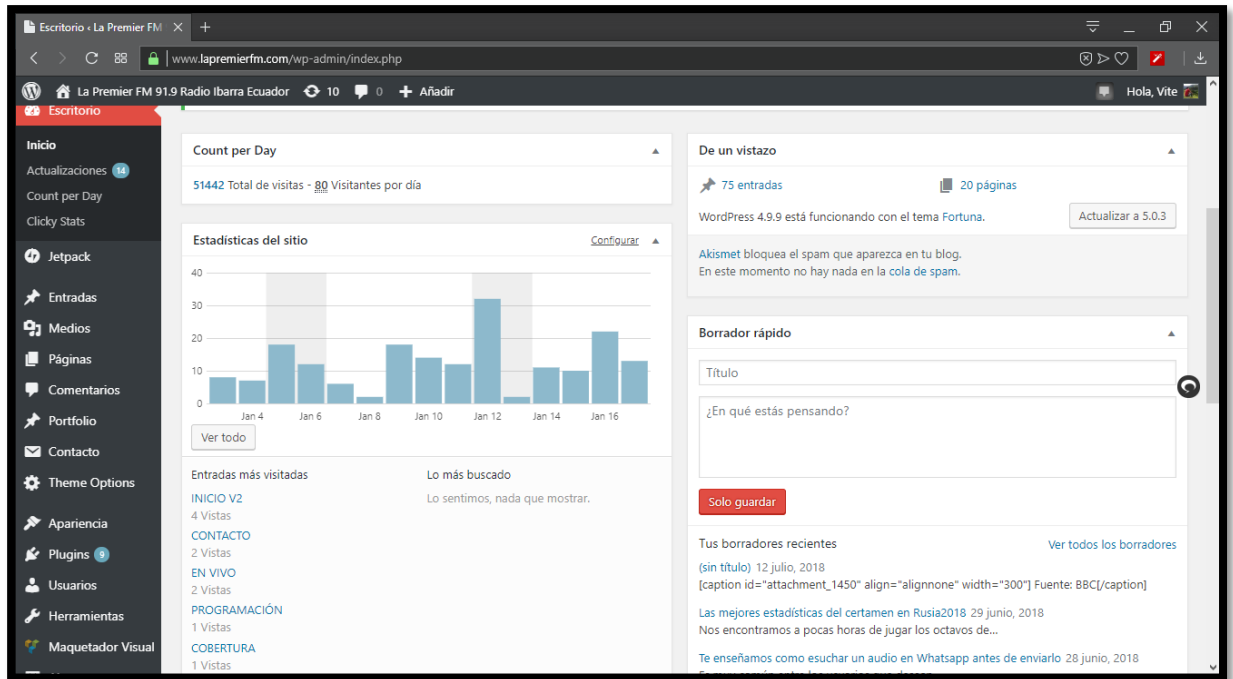 Escritorio ‹ La Premier FM
www.lapremierfm.com/wp-admin/index.php
La Premier FM 91.9 Radio Ibarra Ecuador 10 0 Añadir
Hola, Vite
Escritorio
Inicio
Actualizaciones 14
Count per Day
Clicky Stats
Jetpack
Entradas
Medios
Páginas
Comentarios
Portfolio
Contacto
Theme Options
Apariencia
Plugins 9
Usuarios
Herramientas
Maquetador Visual
Count per Day
51442 Total de visitas - 80 Visitantes por día
Estadísticas del sitio
Configurar
40
30
20
10
0
Jan 4 Jan 6 Jan 8 Jan 10 Jan 12 Jan 14 Jan 16
Ver todo
Entradas más visitadas
INICIO V2
4 Vistas
CONTACTO
2 Vistas
EN VIVO
2 Vistas
PROGRAMACIÓN
1 Vistas
COBERTURA
1 Vistas
Lo más buscado
Lo sentimos, nada que mostrar.
De un vistazo
75 entradas
20 páginas
WordPress 4.9.9 está funcionando con el tema Fortuna.
Actualizar a 5.0.3
Akismet bloquea el spam que aparezca en tu blog.
En este momento no hay nada en la cola de spam.
Borrador rápido
Título
¿En qué estás pensando?
Solo guardar
Tus borradores recientes
Ver todos los borradores
(sin título) 12 julio, 2018
[caption id="attachment_1450" align="alignnone" width="300"] Fuente: BBC[/caption]
Las mejores estadísticas del certamen en Rusia2018 29 junio, 2018
Nos encontramos a pocas horas de jugar los octavos de...
Te enseñamos como esuchar un audio en Whatsapp antes de enviarlo 28 junio, 2018